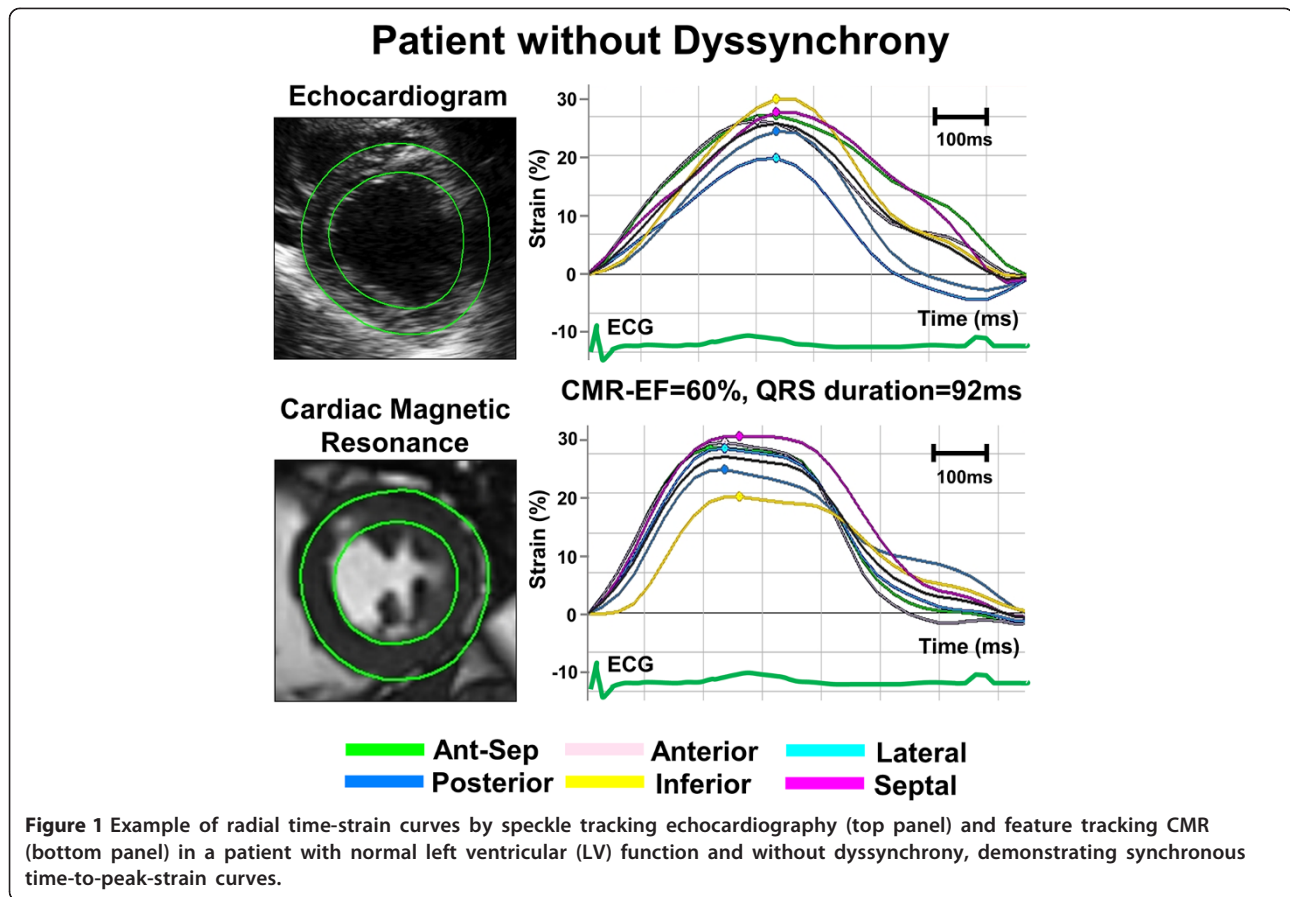 Patient without Dyssynchrony
Echocardiogram
30
20
10
0
-10
Strain (%)
100ms
Time (ms)
ECG
CMR-EF=60%, QRS duration=92ms
Cardiac Magnetic
Resonance
30
20
10
0
-10
Strain (%)
100ms
Time (ms)
ECG
Ant-Sep Anterior Lateral
Posterior Inferior Septal
Figure 1 Example of radial time-strain curves by speckle tracking echocardiography (top panel) and feature tracking CMR
(bottom panel) in a patient with normal left ventricular (LV) function and without dyssynchrony, demonstrating synchronous
time-to-peak-strain curves.